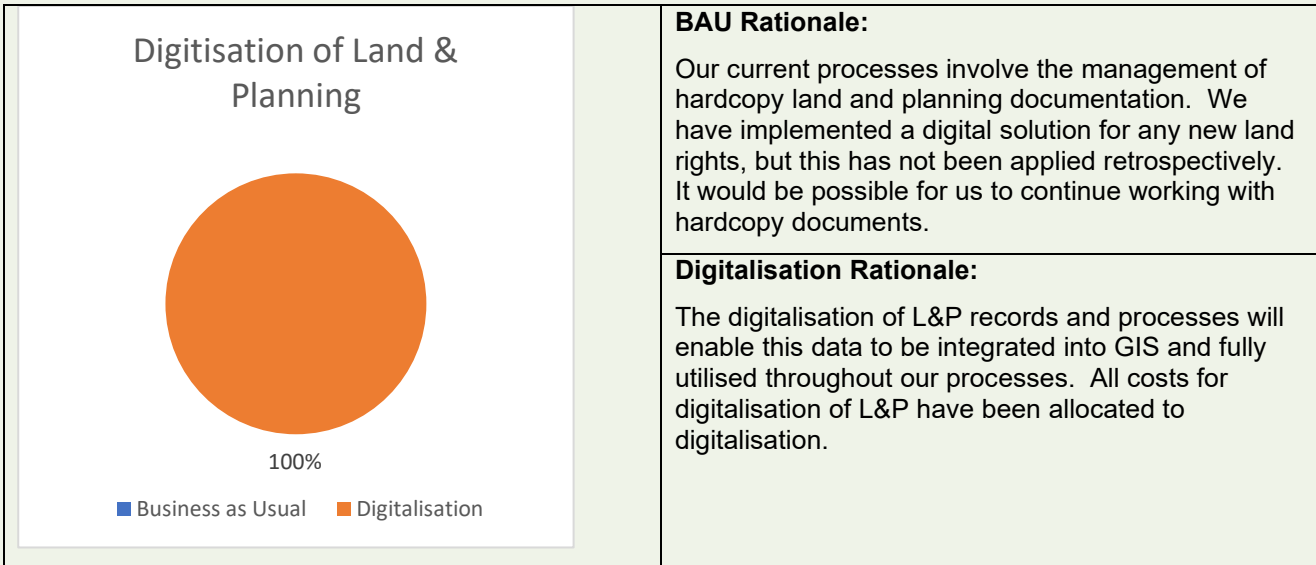 Digitisation of Land &
Planning
100%
Business as Usual Digitalisation
BAU Rationale:
Our current processes involve the management of
hardcopy land and planning documentation. We
have implemented a digital solution for any new land
rights, but this has not been applied retrospectively.
It would be possible for us to continue working with
hardcopy documents.
Digitalisation Rationale:
The digitalisation of L&P records and processes will
enable this data to be integrated into GIS and fully
utilised throughout our processes. All costs for
digitalisation of L&P have been allocated to
digitalisation.